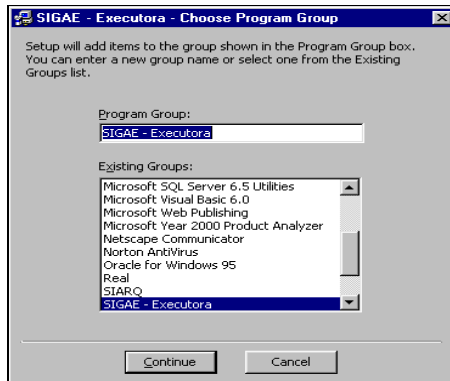 SIGAE - Executora - Choose Program Group
Setup will add items to the group shown in the Program Group box.
You can enter a new group name or select one from the Existing
Groups list.
Program Group:
SIGAE - Executora
Existing Groups:
Microsoft SQL Server 6.5 Utilities
Microsoft Visual Basic 6.0
Microsoft Web Publishing
Microsoft Year 2000 Product Analyzer
Netscape Communicator
Norton AntiVirus
Oracle for Windows 95
Real
SIARQ
SIGAE - Executora
Continue
Cancel